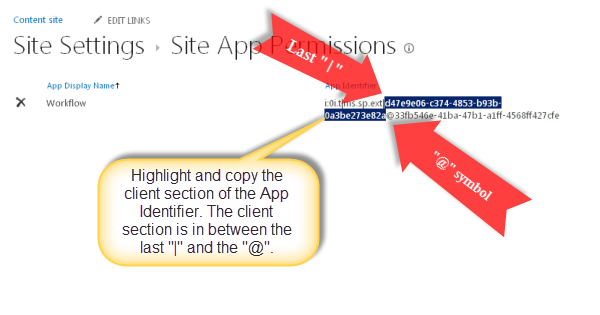 Content site EDIT LINKS
Site Settings › Site App Permissions
Last "|"
App Display Name↑ App Identifier
Workflow i:0i.t|ms.sp.ext|d47e9e06-c374-4853-b93b-
0a3be273e82a@33fb546e-41ba-47b1-a1ff-4568ff427cfe
"@" symbol
Highlight and copy the
client section of the App
Identifier. The client
section is in between the
last "|" and the "@".